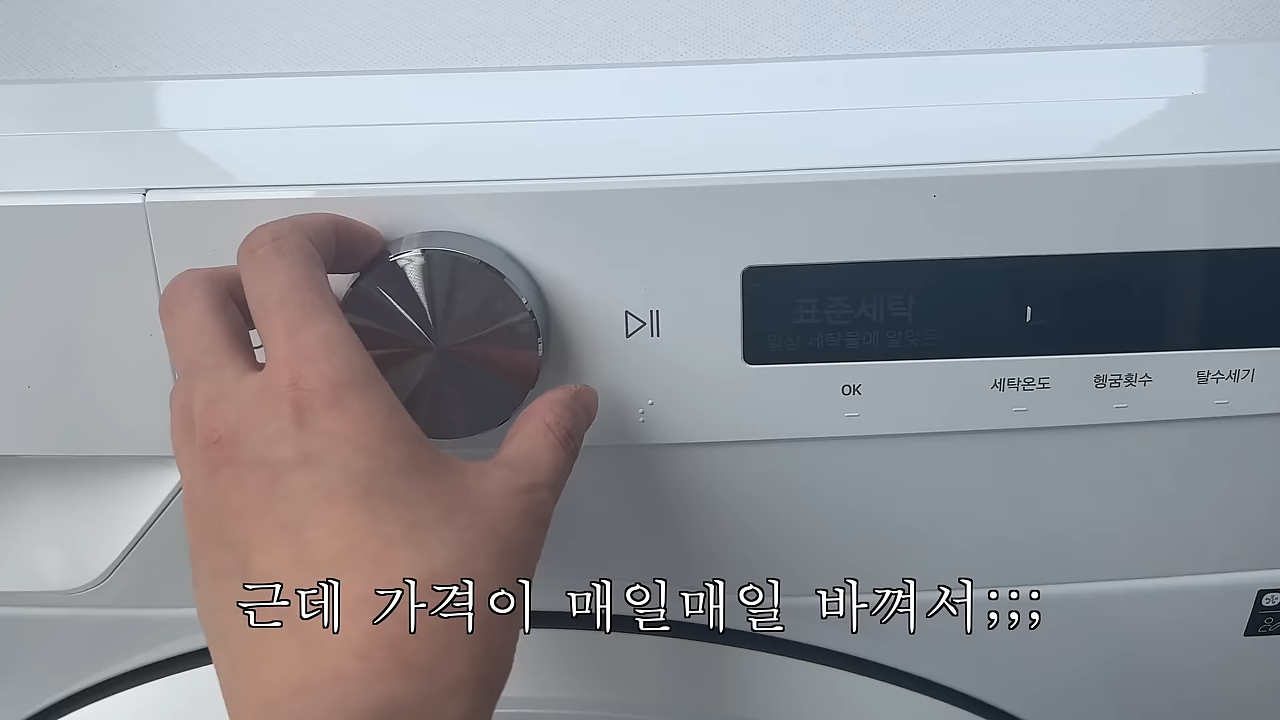 표준세탁
일상 세탁물에 알맞은
OK
세탁온도
헹굼횟수
탈수세기
근데 가격이 매일매일 바껴서;;;